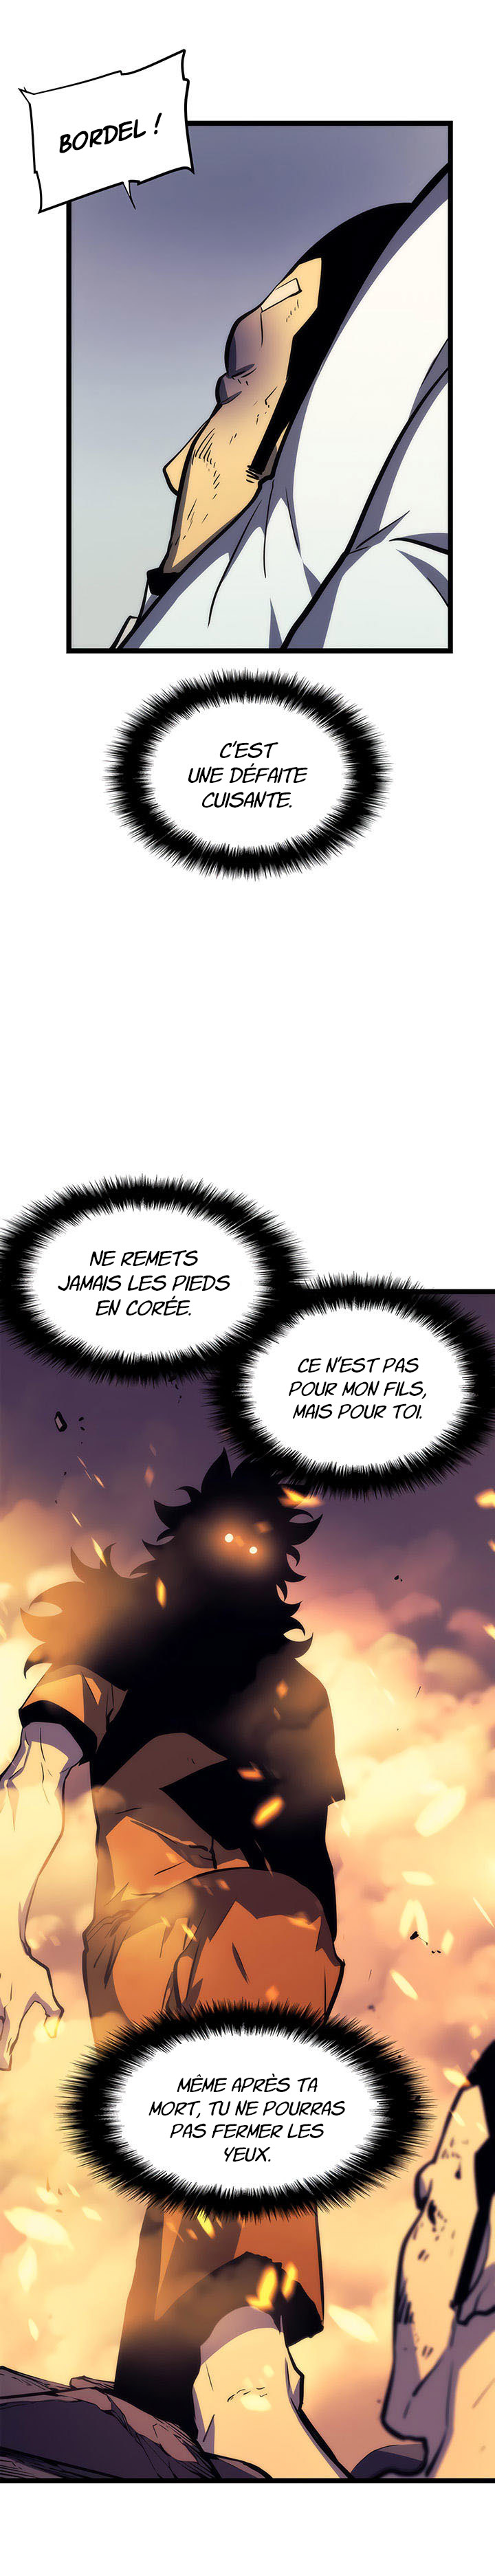 BORDEL !
C'EST
UNE DÉFAITE
CUISANTE.
NE REMETS
JAMAIS LES PIEDS
EN CORÉE.
CE N'EST PAS
POUR MON FILS,
MAIS POUR TOI.
MÊME APRÈS TA
MORT, TU NE POURRAS
PAS FERMER LES
YEUX.